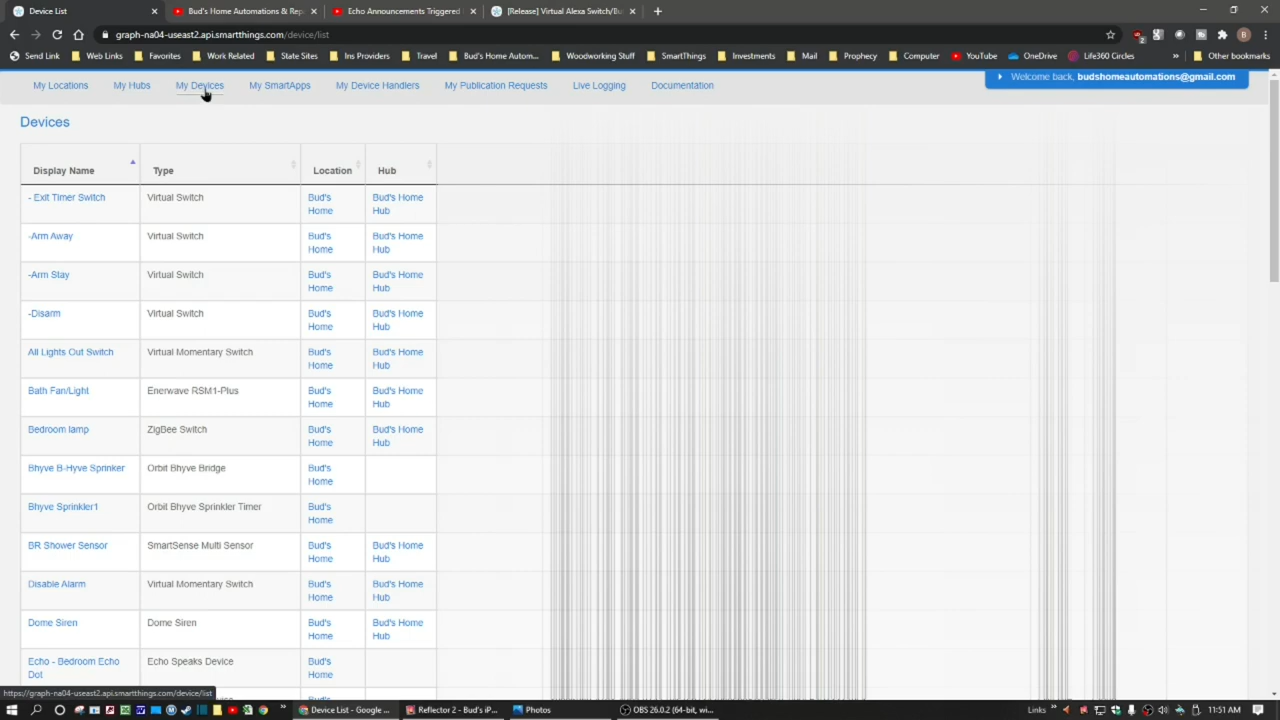 Device List
Bud's Home Automations & Rep
Echo Announcements Triggered
[Release] Virtual Alexa Switch/Bu
graph-na04-useast2.api.smartthings.com/device/list
Send Link Web Links Favorites Work Related State Sites Ins Providers Travel Bud's Home Autom... Woodworking Stuff SmartThings Investments Mail Prophecy Computer YouTube OneDrive Life360 Circles » Other bookmarks
My Locations My Hubs My Devices My SmartApps My Device Handlers My Publication Requests Live Logging Documentation
Welcome back, budshomeautomations@gmail.com
Devices
Display Name Type Location Hub
- Exit Timer Switch Virtual Switch Bud's Bud's Home
Home Hub
-Arm Away Virtual Switch Bud's Bud's Home
Home Hub
-Arm Stay Virtual Switch Bud's Bud's Home
Home Hub
-Disarm Virtual Switch Bud's Bud's Home
Home Hub
All Lights Out Switch Virtual Momentary Switch Bud's Bud's Home
Home Hub
Bath Fan/Light Enerwave RSM1-Plus Bud's Bud's Home
Home Hub
Bedroom lamp ZigBee Switch Bud's Bud's Home
Home Hub
Bhyve B-Hyve Sprinker Orbit Bhyve Bridge Bud's
Home
Bhyve Sprinkler1 Orbit Bhyve Sprinkler Timer Bud's
Home
BR Shower Sensor SmartSense Multi Sensor Bud's Bud's Home
Home Hub
Disable Alarm Virtual Momentary Switch Bud's Bud's Home
Home Hub
Dome Siren Dome Siren Bud's Bud's Home
Home Hub
Echo - Bedroom Echo Echo Speaks Device Bud's
Dot Home
https://graph-na04-useast2.api.smartthings.com/device/list
Device List - Google ... Reflector 2 - Bud's iP... Photos OBS 26.0.2 (64-bit, wi... Links » 11:51 AM